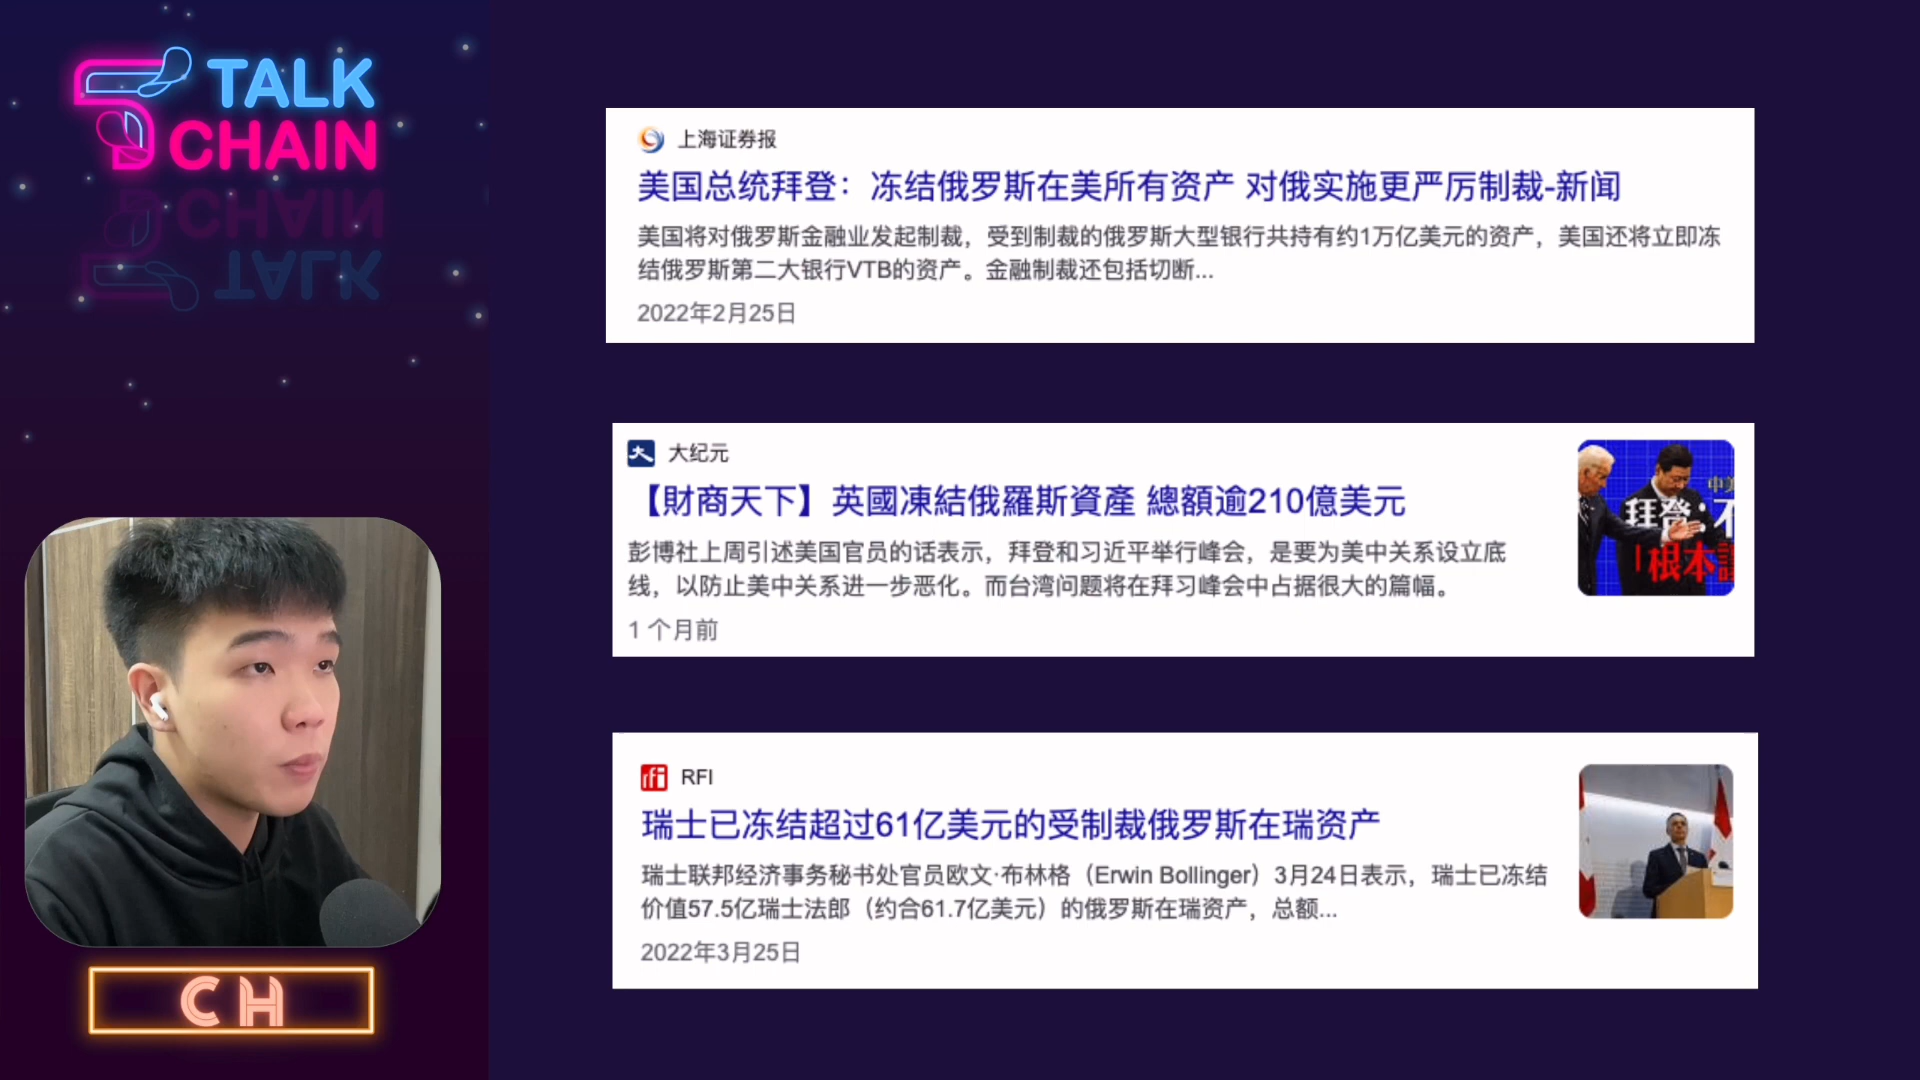 TALK
CHAIN
上海证券报
美国总统拜登：冻结俄罗斯在美所有资产 对俄实施更严厉制裁-新闻
美国将对俄罗斯金融业发起制裁，受到制裁的俄罗斯大型银行共持有约1万亿美元的资产，美国还将立即冻
结俄罗斯第二大银行VTB的资产。金融制裁还包括切断...
2022年2月25日
大纪元
【財商天下】英國凍結俄羅斯資產 總額逾210億美元
彭博社上周引述美国官员的话表示，拜登和习近平举行峰会，是要为美中关系设立底
线，以防止美中关系进一步恶化。而台湾问题将在拜习峰会中占据很大的篇幅。
1 个月前
中美
拜登:不
「根本
RFI
瑞士已冻结超过61亿美元的受制裁俄罗斯在瑞资产
瑞士联邦经济事务秘书处官员欧文·布林格（Erwin Bollinger）3月24日表示，瑞士已冻结
价值57.5亿瑞士法郎（约合61.7亿美元）的俄罗斯在瑞资产，总额...
2022年3月25日
CH